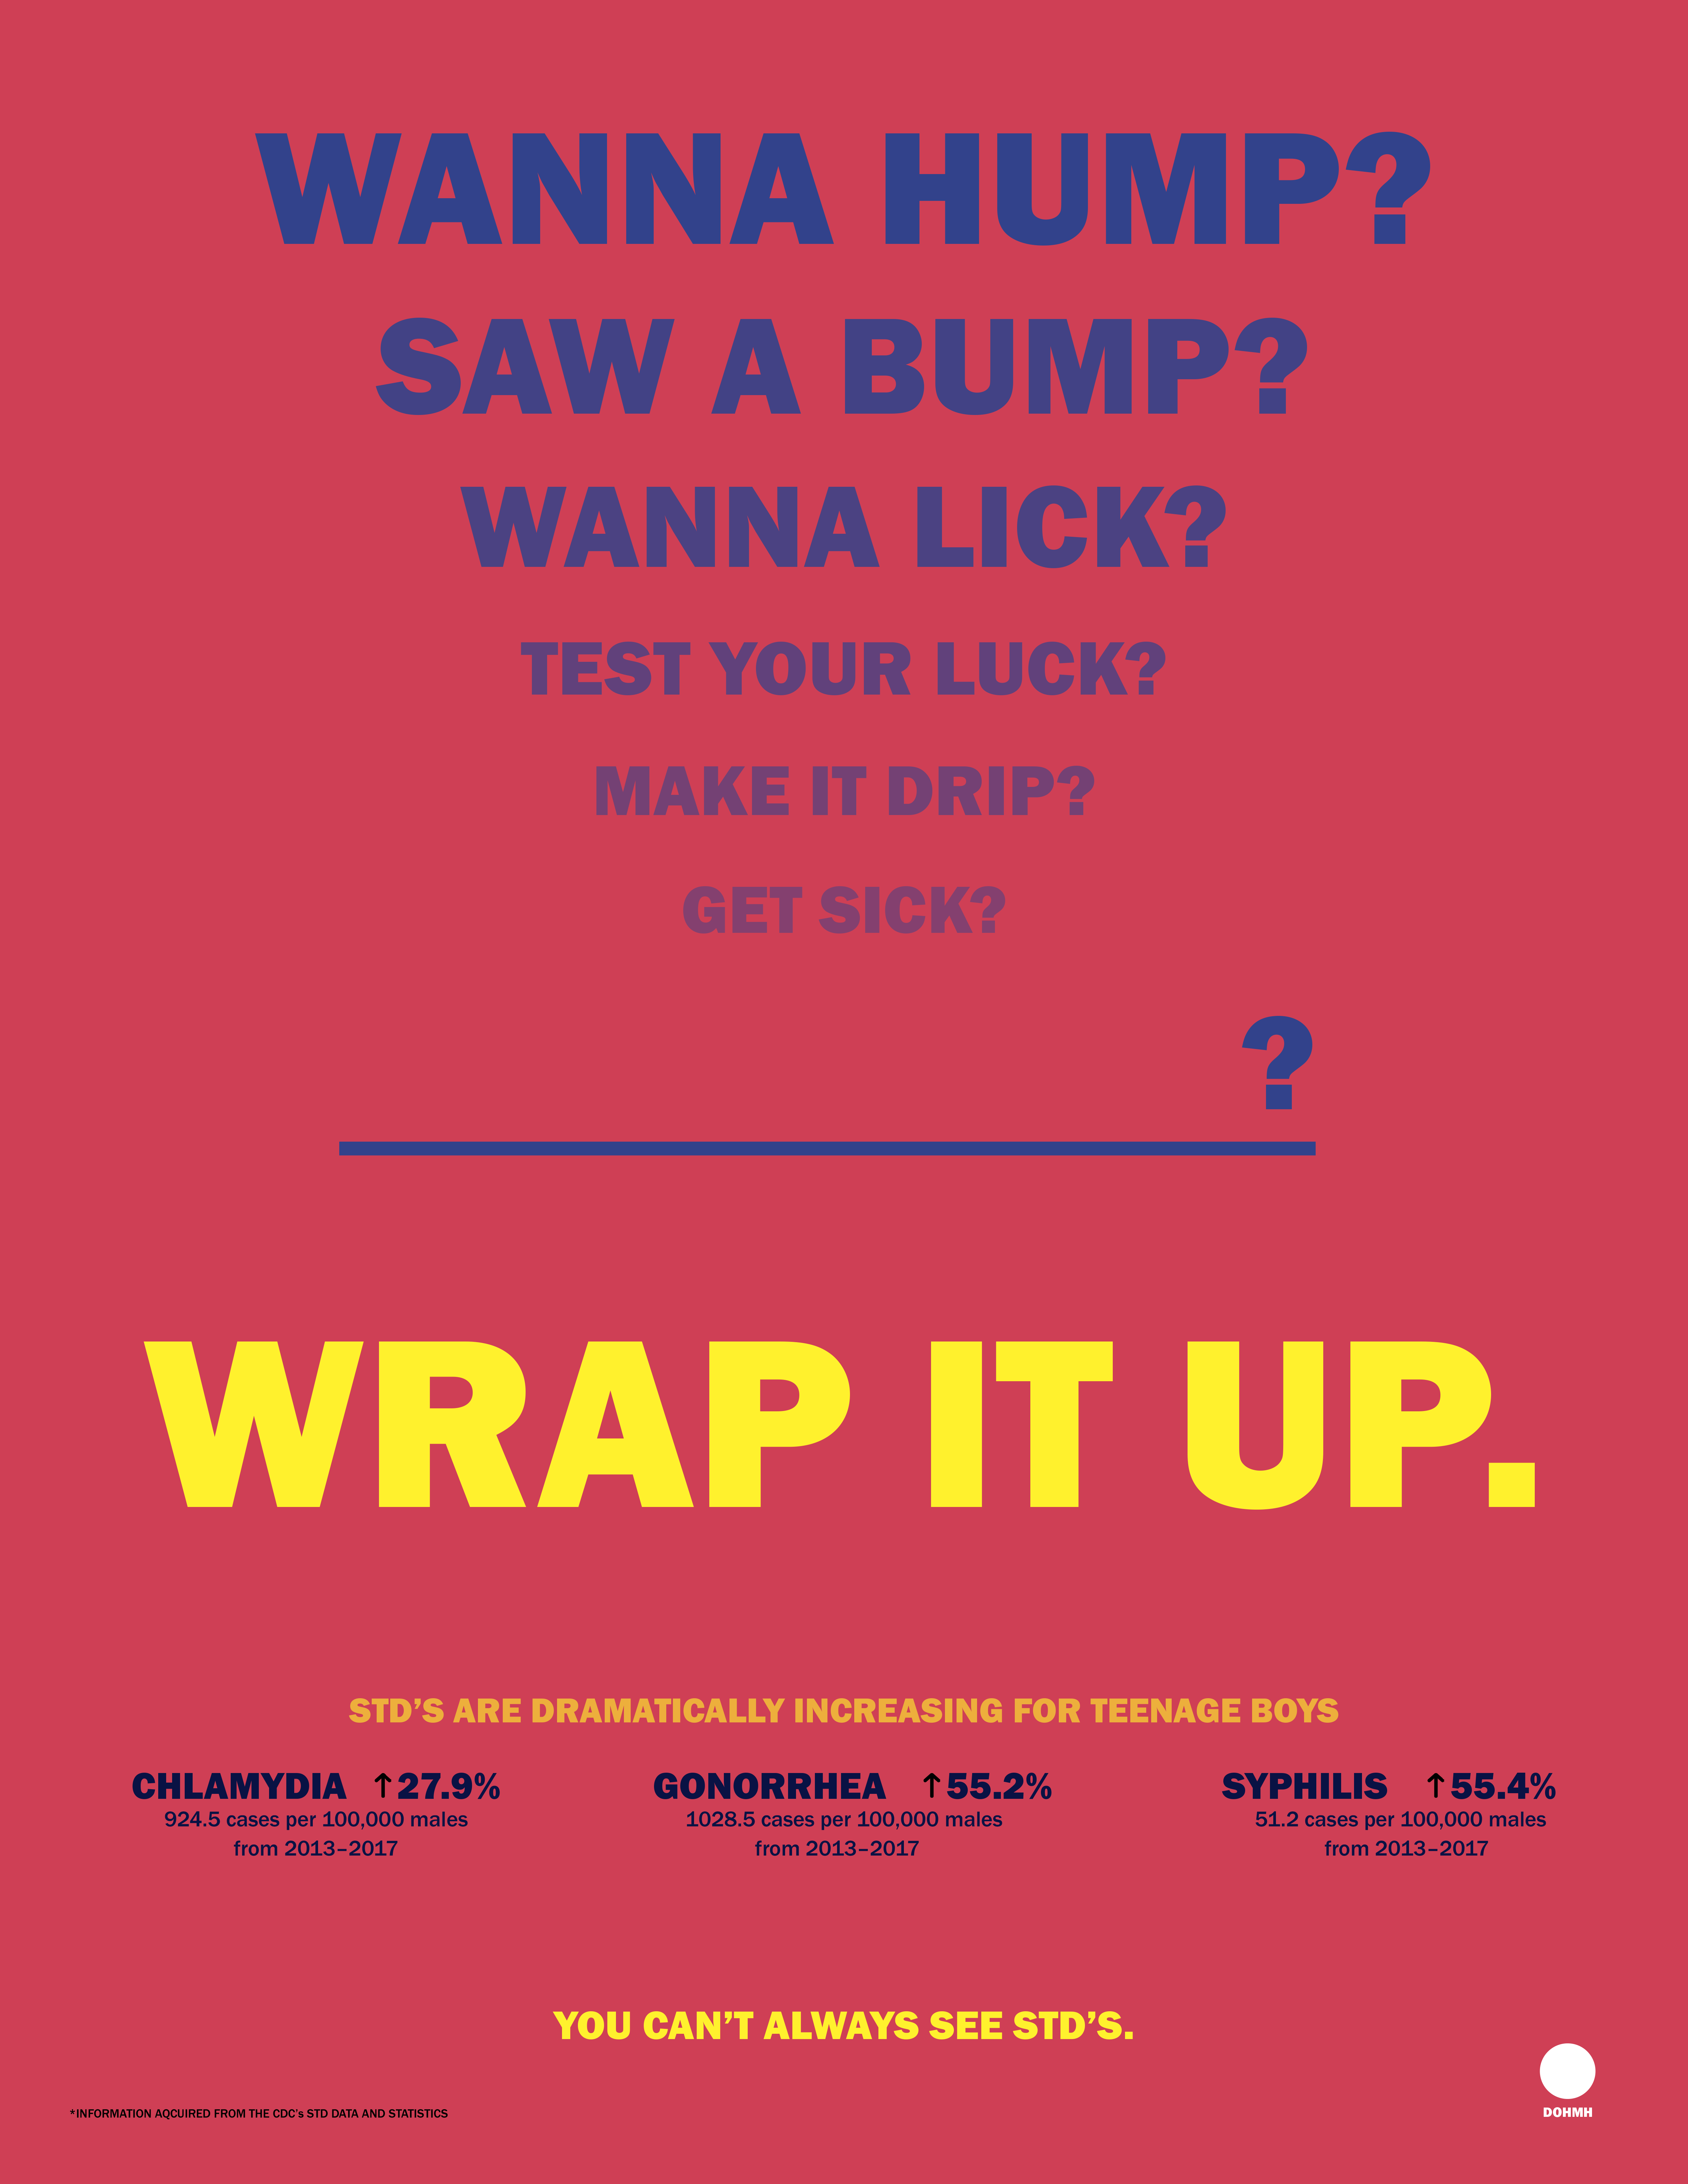 WANNA HUMP?
SAW A BUMP?
WANNA LICK?
TEST YOUR LUCK?
MAKE IT DRIP?
GET SICK?
?
WRAP IT UP.
STD’S ARE DRAMATICALLY INCREASING FOR TEENAGE BOYS
CHLAMYDIA ↑27.9%
924.5 cases per 100,000 males
from 2013–2017
GONORRHEA ↑55.2%
1028.5 cases per 100,000 males
from 2013–2017
SYPHILIS ↑55.4%
51.2 cases per 100,000 males
from 2013–2017
YOU CAN’T ALWAYS SEE STD’S.
*INFORMATION AQCUIRED FROM THE CDC’s STD DATA AND STATISTICS
DOHMH